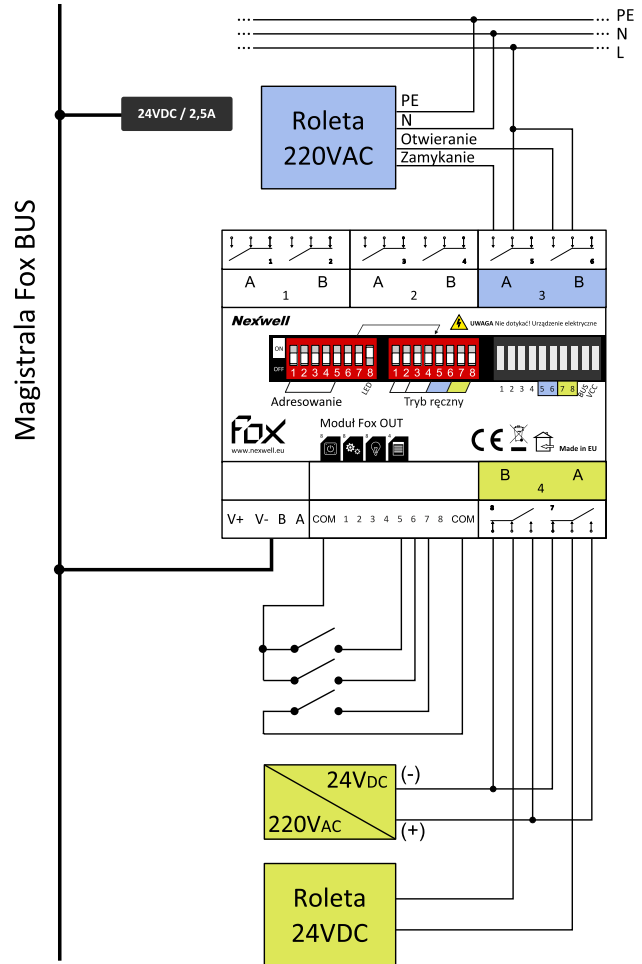 PE
N
L
24VDC / 2,5A
Roleta
220VAC
PE
N
Otwieranie
Zamykanie
Magistrala Fox BUS
1 2 3 4 5 6
A B A B A B
1 2 3
Nexwell
UWAGA Nie dotykać! Urządzenie elektryczne
ON
OFF
1 2 3 4 5 6 7 8
1 2 3 4 5 6 7 8
1 2 3 4 5 6 7 8 BUS VCC
LED
Adresowanie
Tryb ręczny
Fox
www.nexwell.eu
Moduł Fox OUT
8 8 8 4
CE
Made in EU
B A
4
V+ V- B A COM 1 2 3 4 5 6 7 8 COM
8 7
24VDC (-)
220VAC (+)
Roleta
24VDC